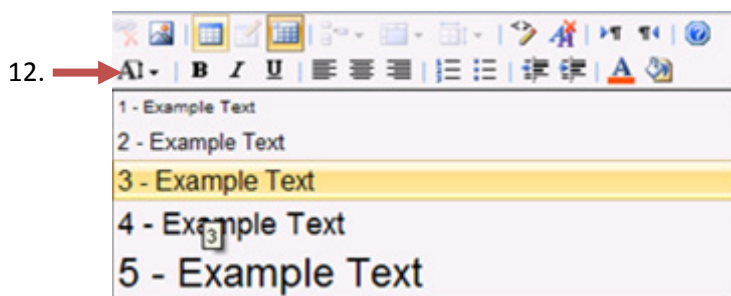 12.
A B I U A
1 - Example Text
2 - Example Text
3 - Example Text
4 - Example Text
3
5 - Example Text